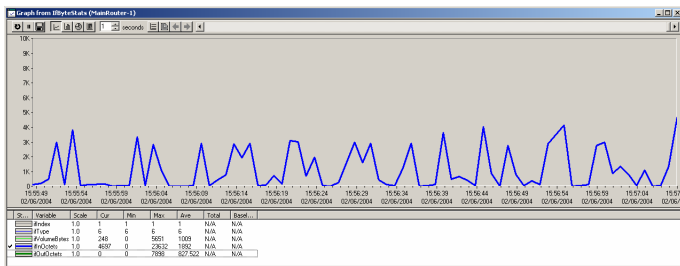 Graph from IfByteStats (MainRouter-1)
1 seconds
10K
9K
8K
7K
6K
5K
4K
3K
2K
1K
0
15:55:49 15:55:54 15:55:59 15:56:04 15:56:09 15:56:14 15:56:19 15:56:24 15:56:29 15:56:34 15:56:39 15:56:44 15:56:49 15:56:54 15:56:59 15:57:04 15:57
02/06/2004 02/06/2004 02/06/2004 02/06/2004 02/06/2004 02/06/2004 02/06/2004 02/06/2004 02/06/2004 02/06/2004 02/06/2004 02/06/2004 02/06/2004 02/06/2004 02/06/2004 02/06/2004 02/06
St... Variable Scale Cur Min Max Ave Total Basel...
ifIndex 1.0 1 1 1 1 N/A N/A
ifType 1.0 6 6 6 6 N/A N/A
ifVolumeBytes 1.0 248 0 5651 1009 N/A N/A
ifInOctets 1.0 4697 0 23632 1892 N/A N/A
ifOutOctets 1.0 0 0 7898 827.522 N/A N/A